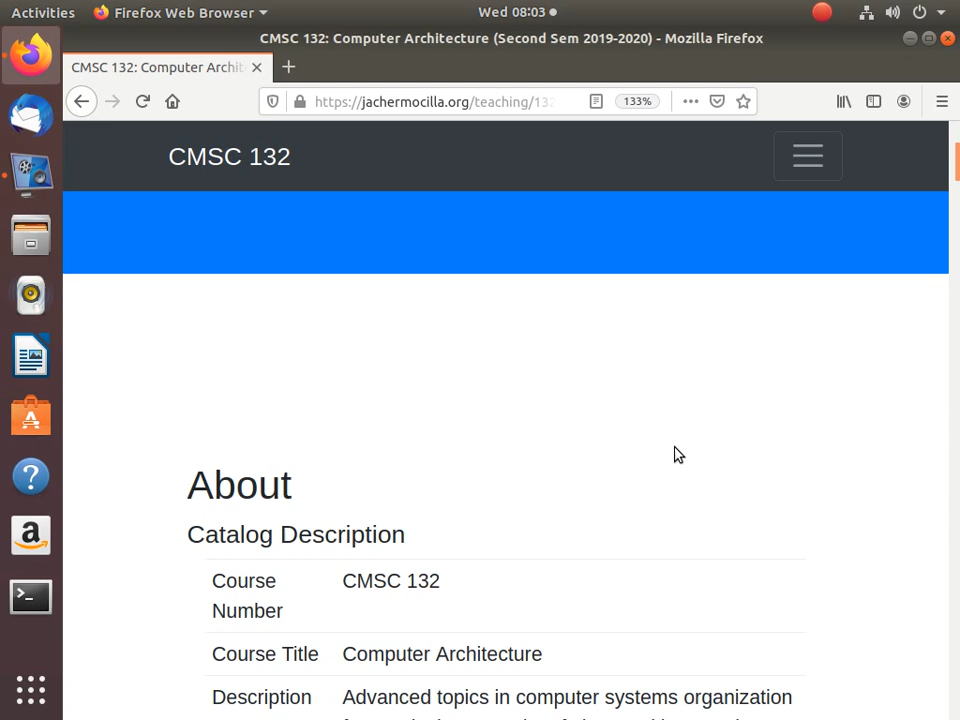 Activities Firefox Web Browser Wed 08:03
CMSC 132: Computer Architecture (Second Sem 2019-2020) - Mozilla Firefox
CMSC 132: Computer Archit
https://jachermocilla.org/teaching/132 133%
CMSC 132
About
Catalog Description
Course Number CMSC 132
Course Title Computer Architecture
Description Advanced topics in computer systems organization